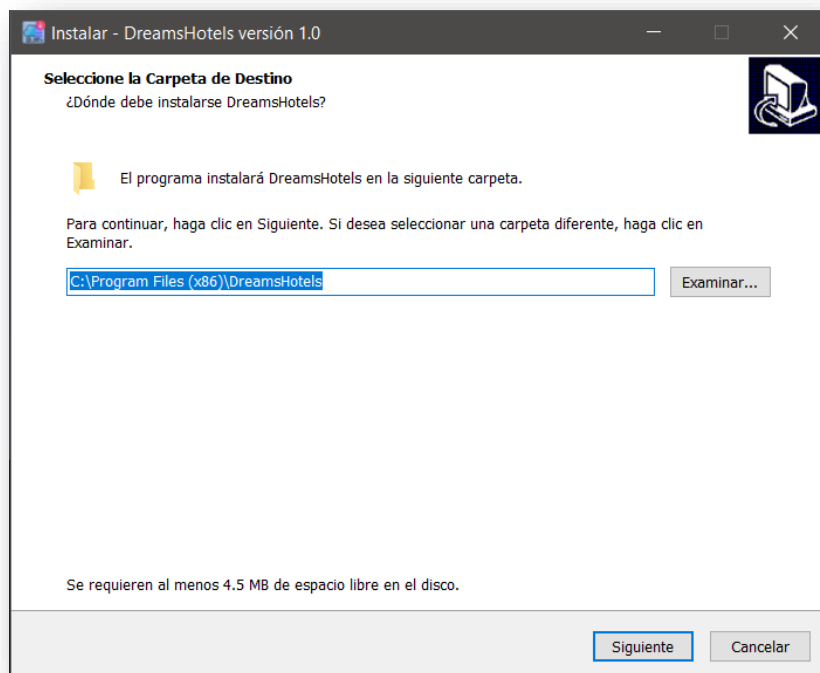 Instalar - DreamsHotels versión 1.0
Seleccione la Carpeta de Destino
¿Dónde debe instalarse DreamsHotels?
El programa instalará DreamsHotels en la siguiente carpeta.
Para continuar, haga clic en Siguiente. Si desea seleccionar una carpeta diferente, haga clic en
Examinar.
C:\Program Files (x86)\DreamsHotels
Examinar...
Se requieren al menos 4.5 MB de espacio libre en el disco.
Siguiente
Cancelar